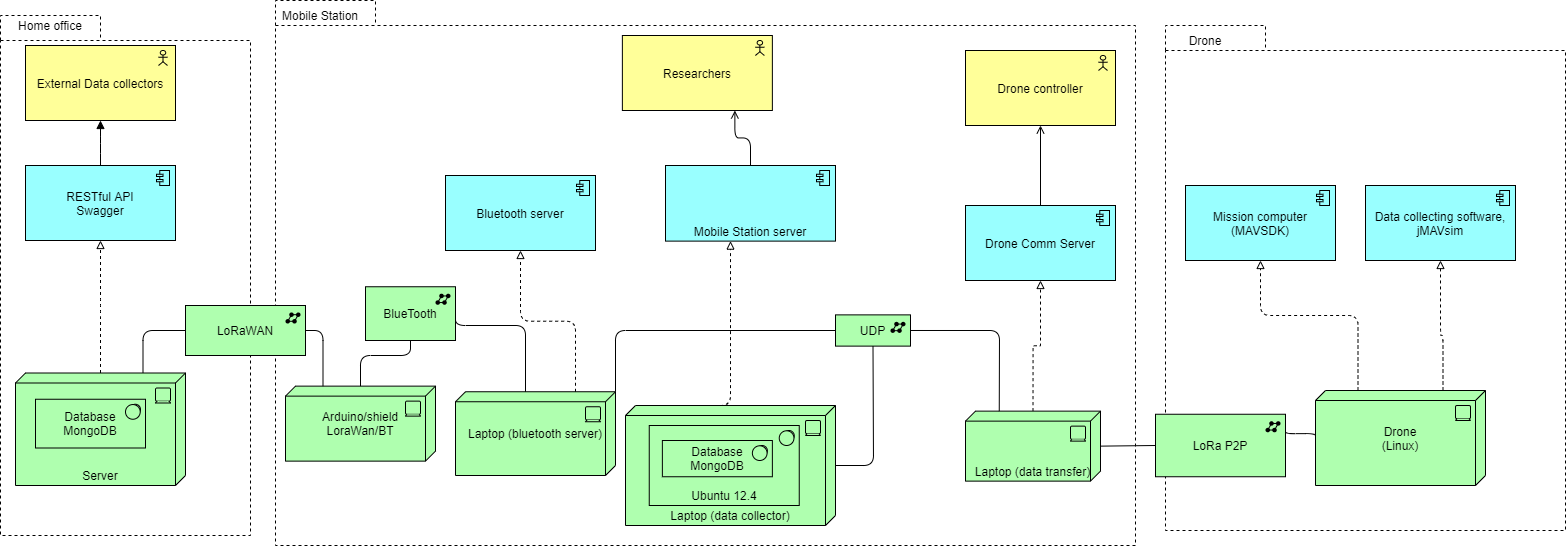 Home office
Mobile Station
Drone
External Data collectors
Researchers
Drone controller
RESTful API
Swagger
Bluetooth server
Mobile Station server
Drone Comm Server
Mission computer
(MAVSDK)
Data collecting software,
jMAVsim
LoRaWAN
BlueTooth
UDP
Database
MongoDB
Server
Arduino/shield
LoraWan/BT
Laptop (bluetooth server)
Database
MongoDB
Ubuntu 12.4
Laptop (data collector)
Laptop (data transfer)
LoRa P2P
Drone
(Linux)